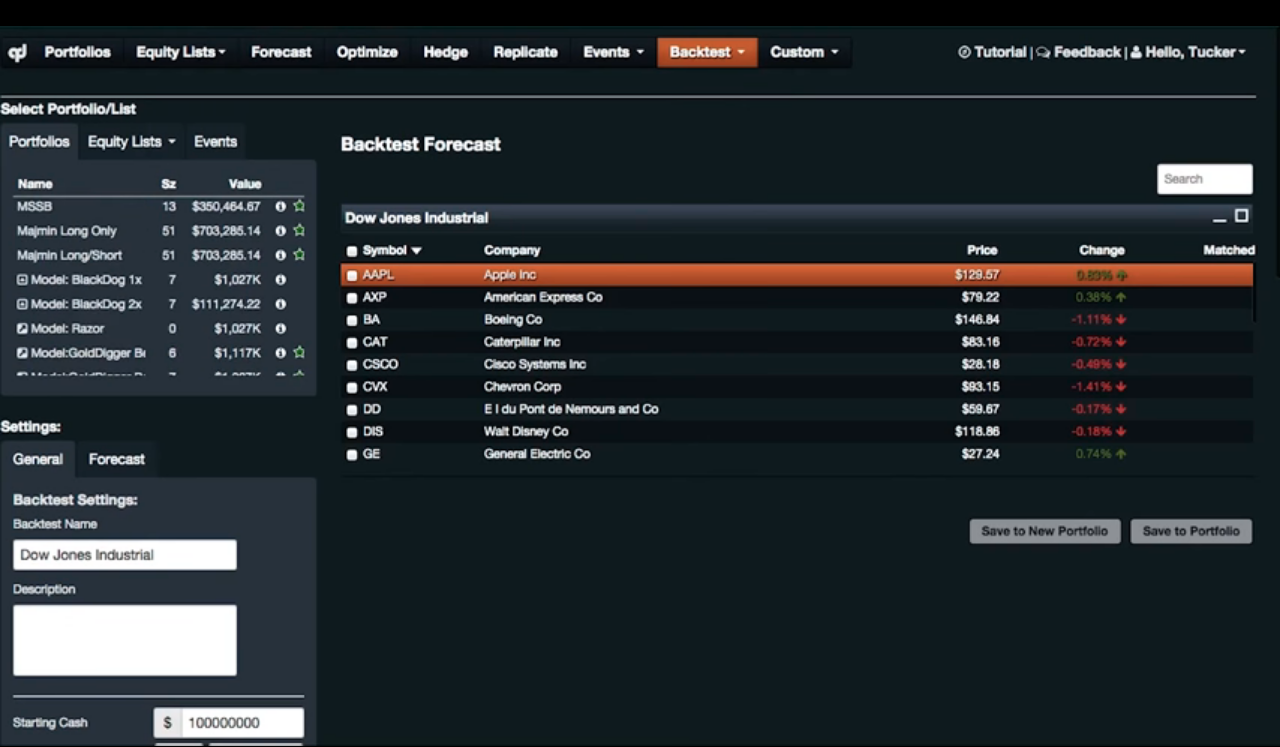 Portfolios Equity Lists Forecast Optimize Hedge Replicate Events Backtest Custom Tutorial | Feedback | Hello, Tucker
Select Portfolio/List
Portfolios Equity Lists Events
Name Sz Value
MSSB 13 $350,464.67
Majmin Long Only 51 $703,285.14
Majmin Long/Short 51 $703,285.14
Model: BlackDog 1x 7 $1,027K
Model: BlackDog 2x 7 $111,274.22
Model: Razor 0 $1,027K
Model:GoldDigger Be 6 $1,117K
Settings:
General Forecast
Backtest Settings:
Backtest Name
Dow Jones Industrial
Description
Starting Cash $ 100000000
Backtest Forecast
Search
Dow Jones Industrial
Symbol Company Price Change Matched
AAPL Apple Inc $129.57 0.83%
AXP American Express Co $79.22 0.38%
BA Boeing Co $146.84 -1.11%
CAT Caterpillar Inc $83.16 -0.72%
CSCO Cisco Systems Inc $28.18 -0.49%
CVX Chevron Corp $93.15 -1.41%
DD E I du Pont de Nemours and Co $59.67 -0.17%
DIS Walt Disney Co $118.86 -0.18%
GE General Electric Co $27.24 0.74%
Save to New Portfolio Save to Portfolio